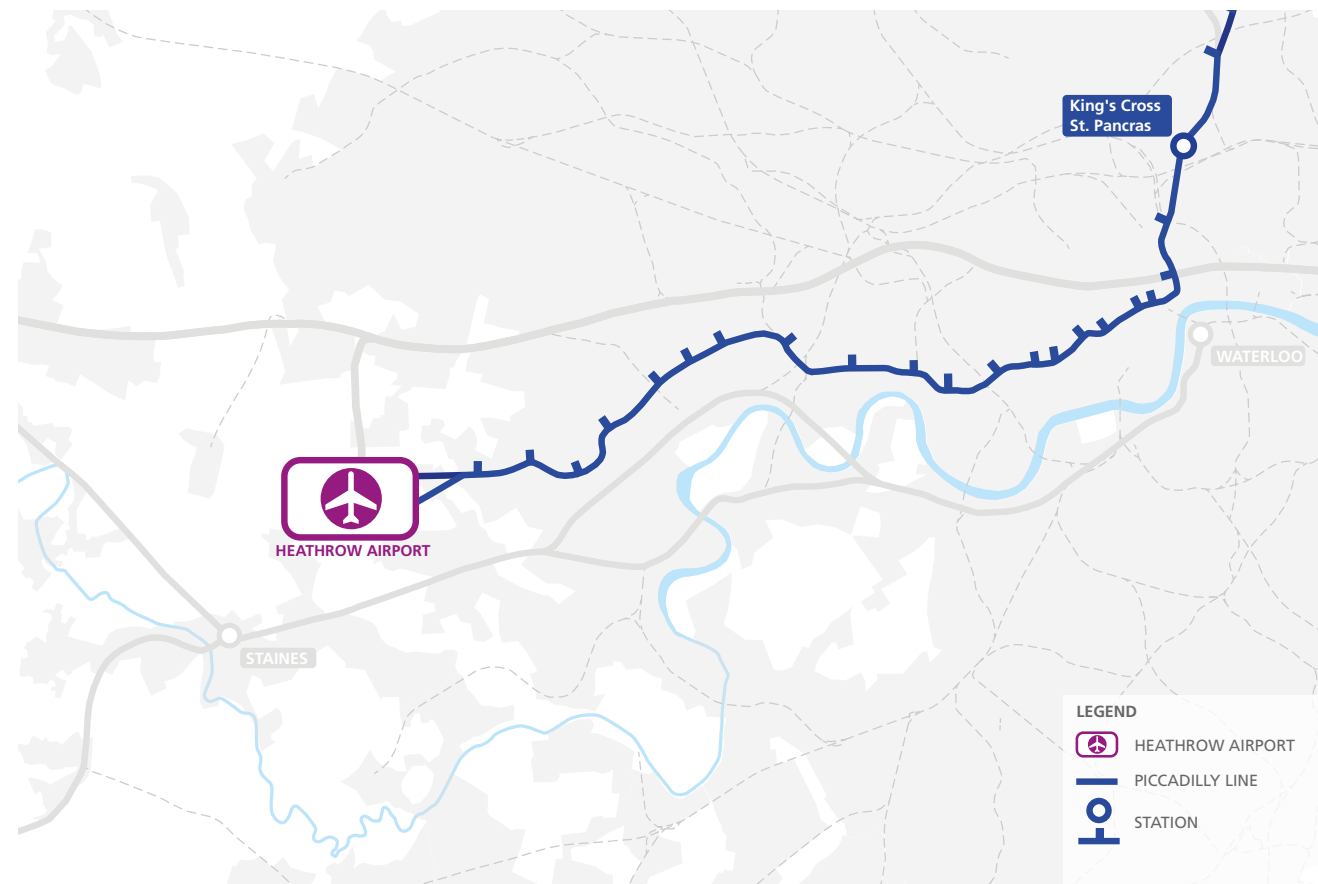 King's Cross
St. Pancras
WATERLOO
HEATHROW AIRPORT
STAINES
LEGEND
HEATHROW AIRPORT
PICCADILLY LINE
STATION